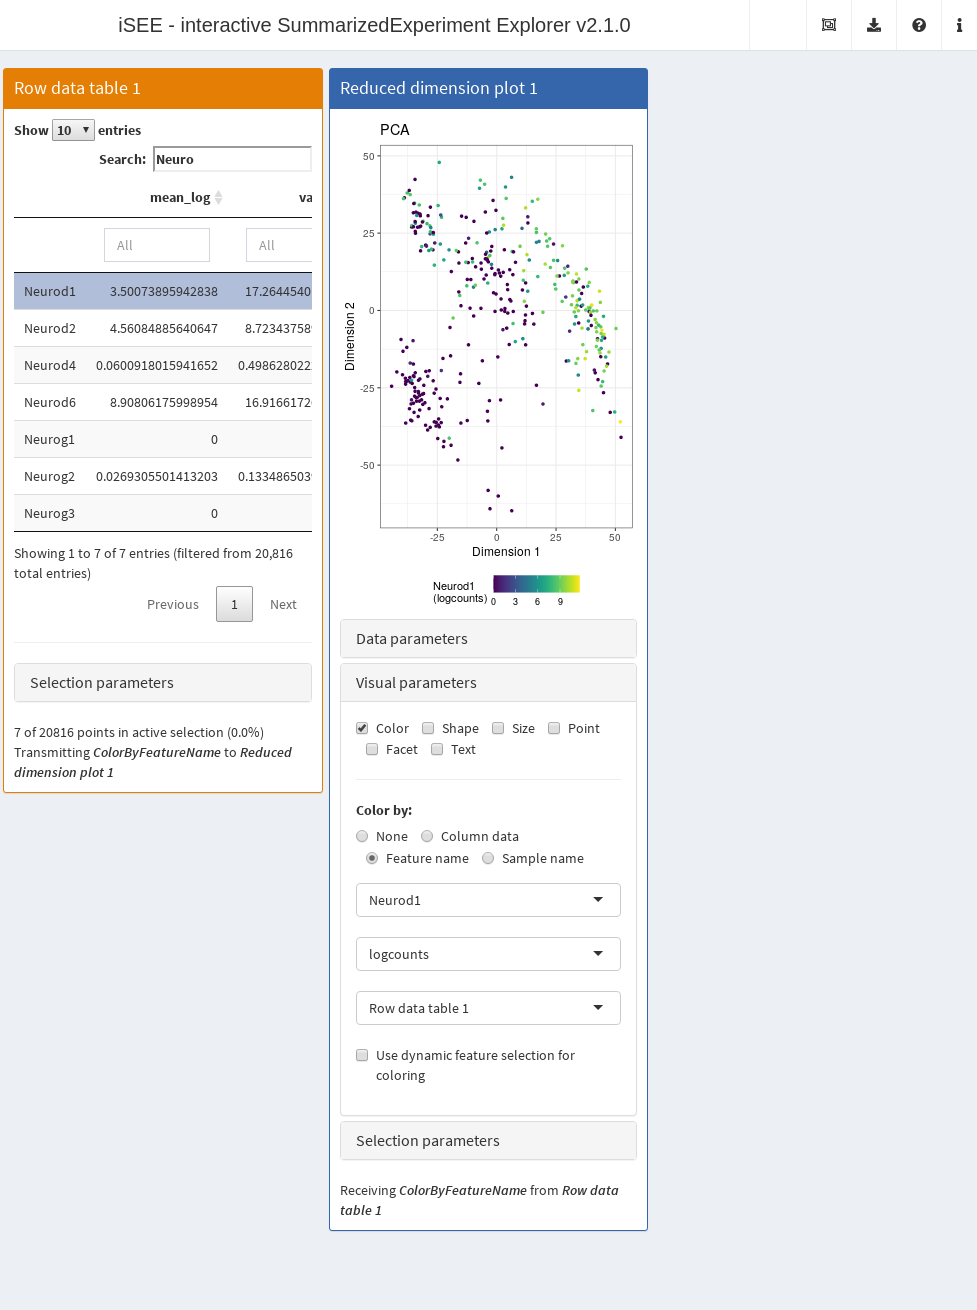 iSEE - interactive SummarizedExperiment Explorer v2.1.0
Row data table 1
Show 10 entries
Search: Neuro
mean_log va
All All
Neurod1 3.50073895942838 17.2644540
Neurod2 4.56084885640647 8.72343758
Neurod4 0.0600918015941652 0.498628022
Neurod6 8.90806175998954 16.9166172
Neurog1 0
Neurog2 0.0269305501413203 0.133486503
Neurog3 0
Showing 1 to 7 of 7 entries (filtered from 20,816
total entries)
Previous 1 Next
Selection parameters
7 of 20816 points in active selection (0.0%)
Transmitting ColorByFeatureName to Reduced
dimension plot 1
Reduced dimension plot 1
PCA
50
25
0
-25
-50
Dimension 2
-25 0 25 50
Dimension 1
Neurod1
(logcounts)
0 3 6 9
Data parameters
Visual parameters
Color Shape Size Point
Facet Text
Color by:
None Column data
Feature name Sample name
Neurod1
logcounts
Row data table 1
Use dynamic feature selection for
coloring
Selection parameters
Receiving ColorByFeatureName from Row data
table 1